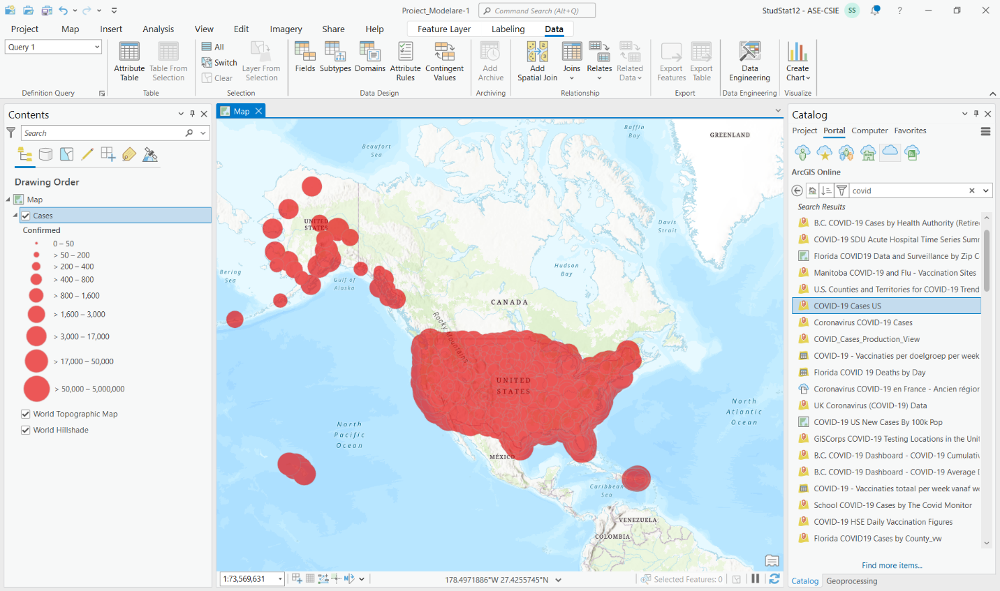 Project_Modelare-1
Command Search (Alt+Q)
StudStat12 - ASE-CSIE
SS
?
Project
Map
Insert
Analysis
View
Edit
Imagery
Share
Help
Feature Layer
Labeling
Data
Query 1
Definition Query
Attribute
Table
Table From
Selection
Table
All
Switch
Clear
Layer From
Selection
Selection
Fields
Subtypes
Domains
Attribute
Rules
Contingent
Values
Data Design
Add
Archive
Archiving
Add
Spatial Join
Joins
Relates
Related
Data
Relationship
Export
Features
Export
Table
Export
Data
Engineering
Data Engineering
Create
Chart
Visualize
Contents
Search
Drawing Order
Map
Cases
Confirmed
0 – 50
> 50 – 200
> 200 – 400
> 400 – 800
> 800 – 1,600
> 1,600 – 3,000
> 3,000 – 17,000
> 17,000 – 50,000
> 50,000 – 5,000,000
World Topographic Map
World Hillshade
Map
Baffin
Bay
GREENLAND
Beaufort
Sea
UNITED
STATES
Davis
Strait
Bering
Sea
Gulf of
Alaska
Hudson
Bay
CANADA
Rocky Mountains
UNITED
STATES
North
Pacific
Ocean
North
Atlantic
Ocean
MÉXICO
Caribbean
Sea
VENEZUELA
COLOMBIA
1:73,569,631
178.4971886°W 27.4255745°N
Selected Features: 0
Catalog
Project
Portal
Computer
Favorites
ArcGIS Online
covid
Search Results
B.C. COVID-19 Cases by Health Authority (Retire
COVID-19 SDU Acute Hospital Time Series Sum
Florida COVID19 Data and Surveillance by Zip C
Manitoba COVID-19 and Flu - Vaccination Sites
U.S. Counties and Territories for COVID-19 Trend
COVID-19 Cases US
Coronavirus COVID-19 Cases
COVID_Cases_Production_View
COVID-19 - Vaccinaties per doelgroep per week
Florida COVID 19 Deaths by Day
Coronavirus COVID-19 en France - Ancien région
UK Coronavirus (COVID-19) Data
COVID-19 US New Cases By 100k Pop
GISCorps COVID-19 Testing Locations in the Unit
B.C. COVID-19 Dashboard - COVID-19 Cumulativ
B.C. COVID-19 Dashboard - COVID-19 Average D
COVID-19 - Vaccinaties totaal per week vanaf w
School COVID-19 Cases by The Covid Monitor
COVID-19 HSE Daily Vaccination Figures
Florida COVID19 Cases by County_vw
Find more items...
Catalog
Geoprocessing